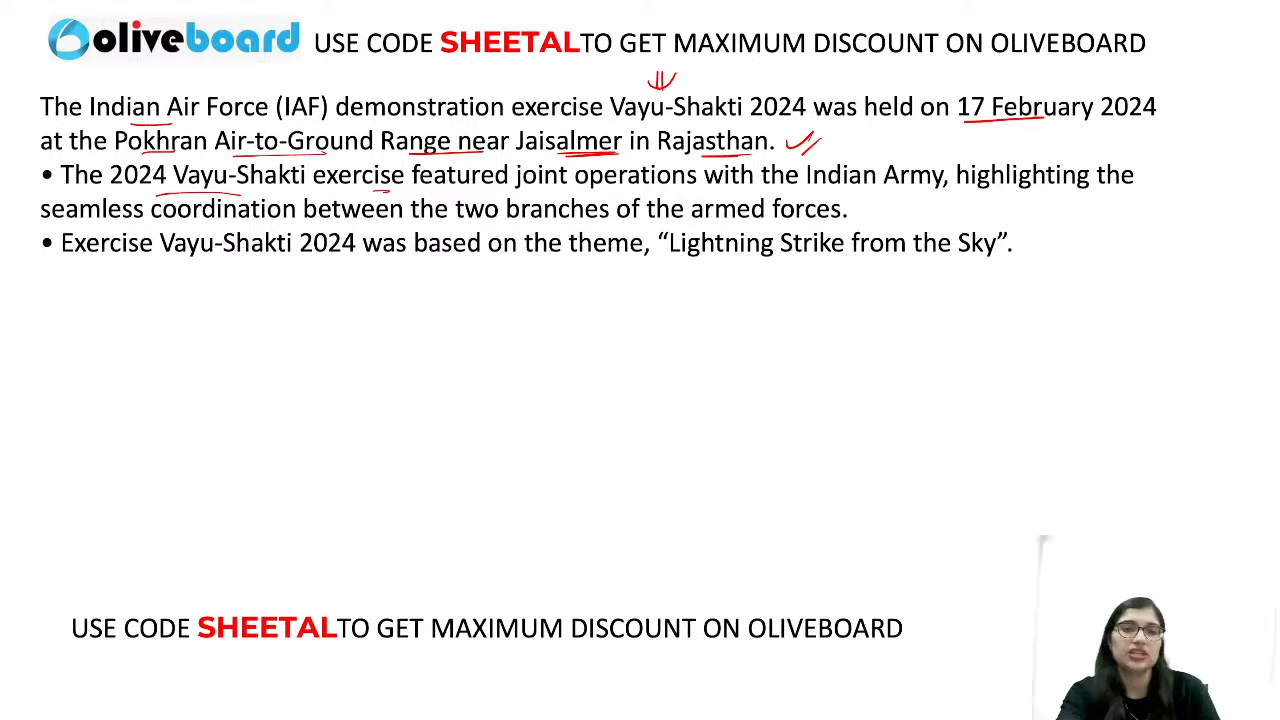 oliveboard USE CODE SHEETAL TO GET MAXIMUM DISCOUNT ON OLIVEBOARD
The Indian Air Force (IAF) demonstration exercise Vayu-Shakti 2024 was held on 17 February 2024
at the Pokhran Air-to-Ground Range near Jaisalmer in Rajasthan.
• The 2024 Vayu-Shakti exercise featured joint operations with the Indian Army, highlighting the
seamless coordination between the two branches of the armed forces.
• Exercise Vayu-Shakti 2024 was based on the theme, “Lightning Strike from the Sky”.
USE CODE SHEETAL TO GET MAXIMUM DISCOUNT ON OLIVEBOARD